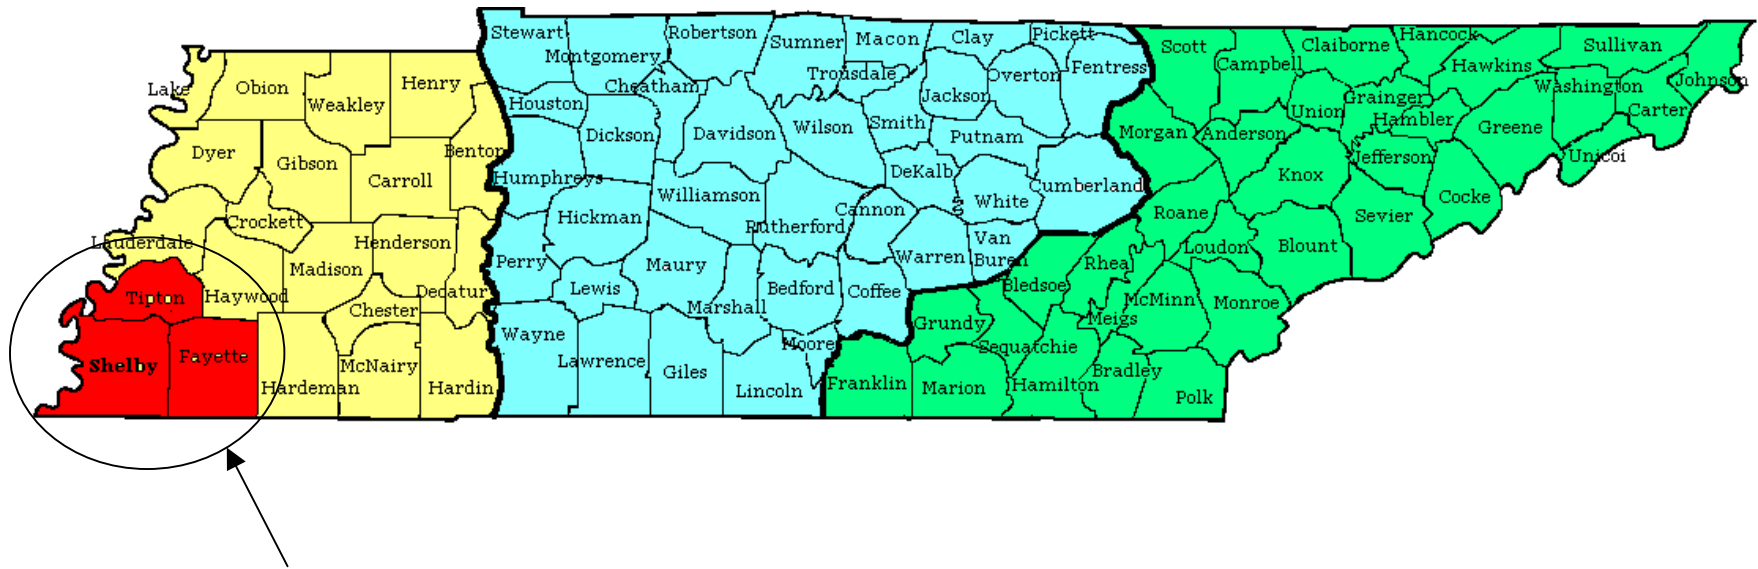 Lake
Obion
Weakley
Henry
Dyer
Gibson
Carroll
Benton
Crockett
Lauderdale
Haywood
Madison
Henderson
Decatur
Chester
Tipton
Shelby
Fayette
Hardeman
McNairy
Hardin
Stewart
Montgomery
Robertson
Sumner
Macon
Clay
Pickett
Trousdale
Overton
Fentress
Houston
Cheatham
Jackson
Dickson
Davidson
Wilson
Smith
Putnam
Humphreys
Williamson
DeKalb
White
Cumberland
Hickman
Rutherford
Cannon
Perry
Maury
Warren
Van
Buren
Lewis
Marshall
Bedford
Coffee
Wayne
Lawrence
Giles
Moore
Lincoln
Scott
Campbell
Claiborne
Hancock
Hawkins
Sullivan
Johnson
Washington
Carter
Union
Grainger
Hambler
Greene
Unicoi
Morgan
Anderson
Jefferson
Knox
Cocke
Roane
Sevier
Loudon
Blount
Rhea
Bledsoe
McMinn
Monroe
Meigs
Grundy
Sequatchie
Franklin
Marion
Hamilton
Bradley
Polk